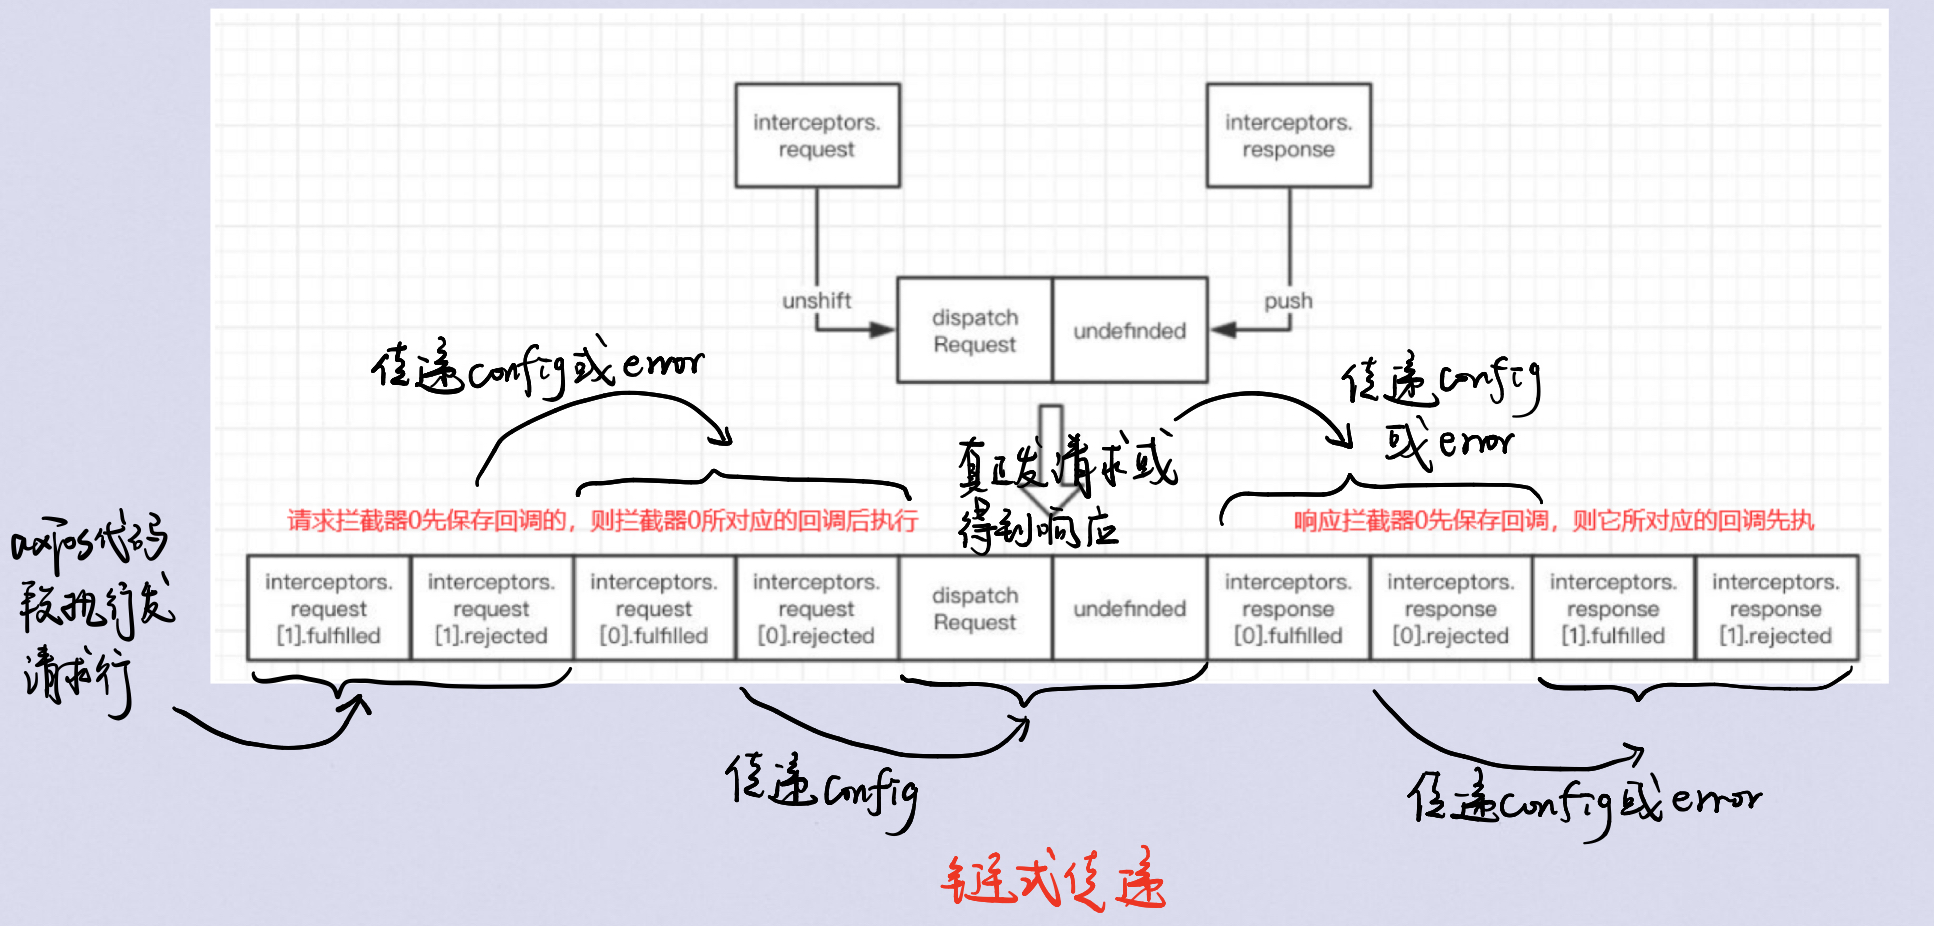 interceptors.
request
interceptors.
response
unshift
push
dispatch
Request
undefinded
传递config或error
传递config
或error
真正发请求或
得到响应
请求拦截器0先保存回调的，则拦截器0所对应的回调后执行
响应拦截器0先保存回调，则它所对应的回调先执
axios代码
段执行发
请求行
interceptors.
request
[1].fulfilled
interceptors.
request
[1].rejected
interceptors.
request
[0].fulfilled
interceptors.
request
[0].rejected
dispatch
Request
undefinded
interceptors.
response
[0].fulfilled
interceptors.
response
[0].rejected
interceptors.
response
[1].fulfilled
interceptors.
response
[1].rejected
传递config
传递config或error
链式传递